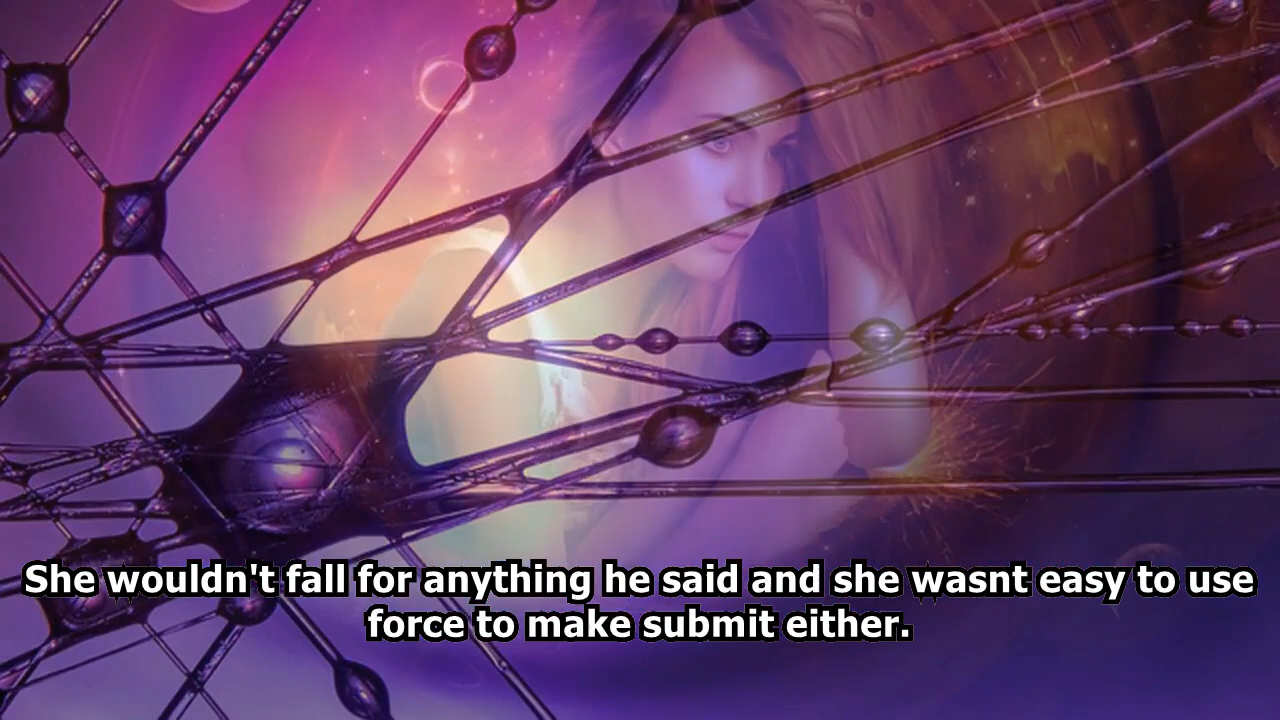 She wouldn't fall for anything he said and she wasnt easy to use
force to make submit either.